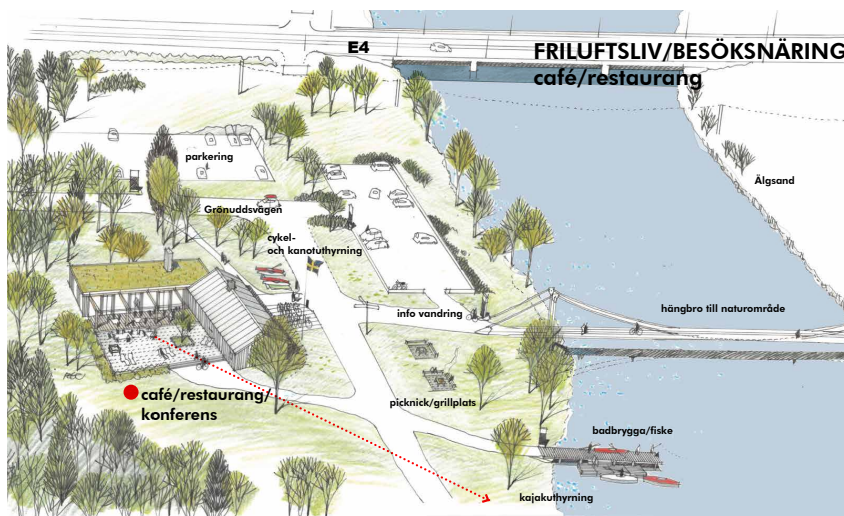 E4
FRILUFTSLIV/BESÖKSNÄRING
café/restaurang
parkering
Älgsand
Grönuddsvägen
cykel-
och kanotuthyrning
hängbro till naturområde
info vandring
café/restaurang/
konferens
picknick/grillplats
badbrygga/fiske
kajakuthyrning